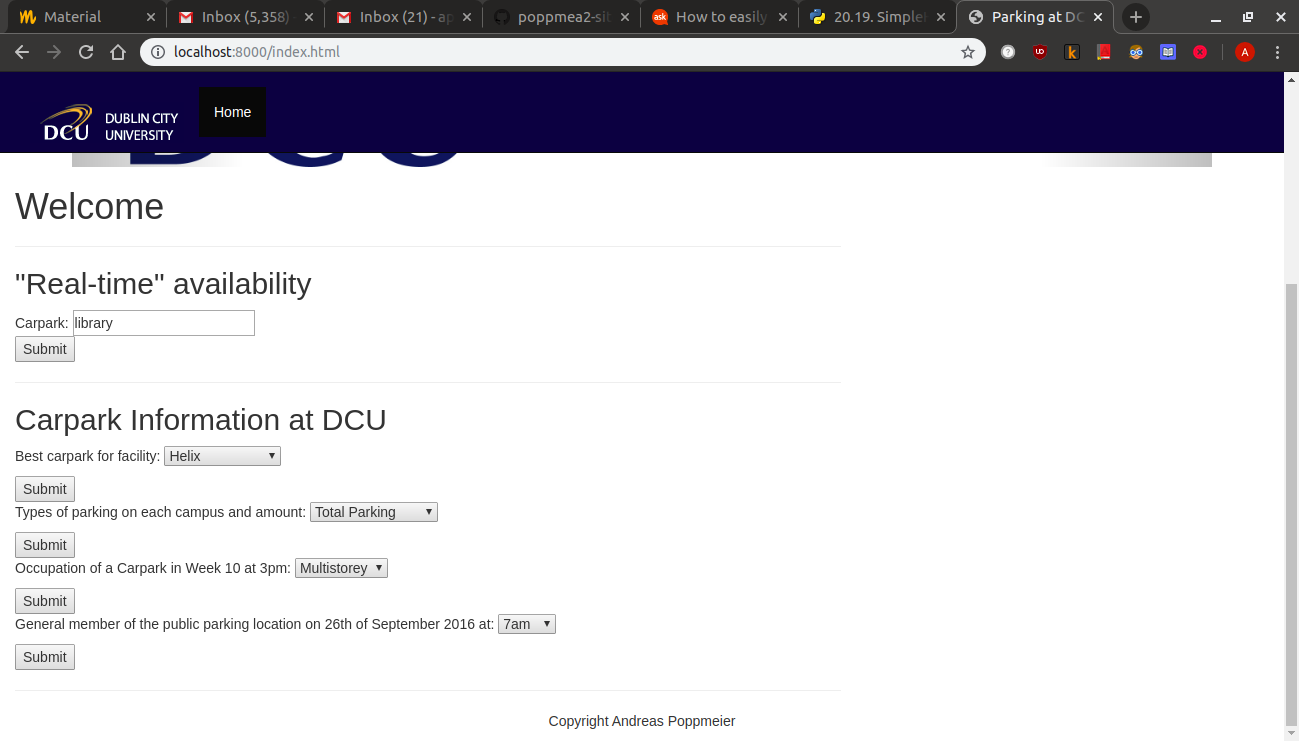 Material
Inbox (5,358)
Inbox (21) - ap
poppmea2-sit
ask How to easily
20.19. Simple
Parking at DC
localhost:8000/index.html
A
DCU DUBLIN CITY
UNIVERSITY
Home
Welcome
"Real-time" availability
Carpark: library
Submit
Carpark Information at DCU
Best carpark for facility: Helix
Submit
Types of parking on each campus and amount: Total Parking
Submit
Occupation of a Carpark in Week 10 at 3pm: Multistorey
Submit
General member of the public parking location on 26th of September 2016 at: 7am
Submit
Copyright Andreas Poppmeier